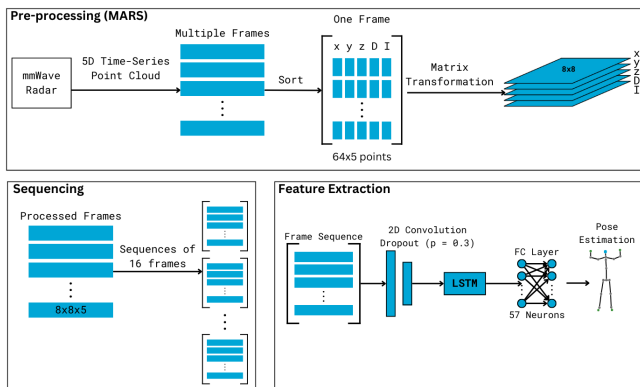 Pre-processing (MARS)
mmWave
Radar
5D Time-Series
Point Cloud
Multiple Frames
Sort
One Frame
x y z D I
64x5 points
Matrix
Transformation
8x8
x
y
z
D
I
Sequencing
Processed Frames
8x8x5
Sequences of
16 frames
Feature Extraction
Frame Sequence
2D Convolution
Dropout (p = 0.3)
LSTM
FC Layer
57 Neurons
Pose
Estimation